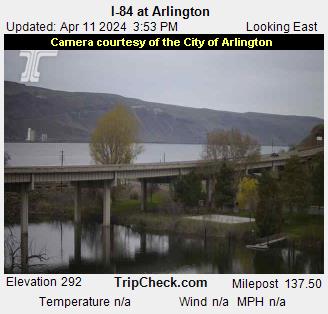 I-84 at Arlington
Updated: Apr 11 2024 3:53 PM Looking East
Camera courtesy of the City of Arlington
Elevation 292 TripCheck.com Milepost 137.50
Temperature n/a Wind n/a MPH n/a